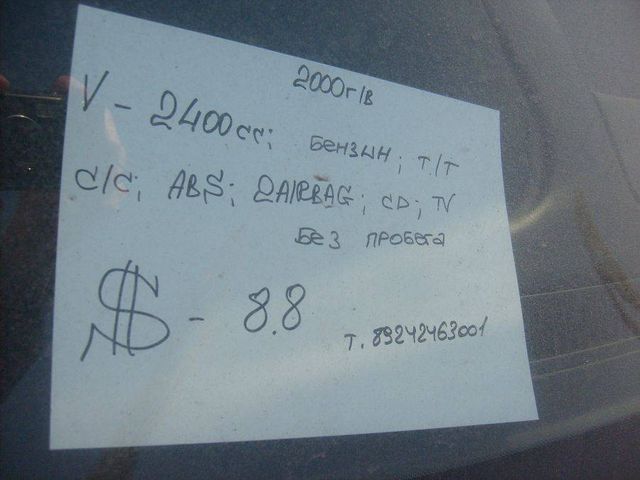 2000г/в
V - 2400cc; Бензин; т/т
с/с; ABS; 2AIRBAG; CD; TV
Без пробега
$ - 8.8
т. 89242463001